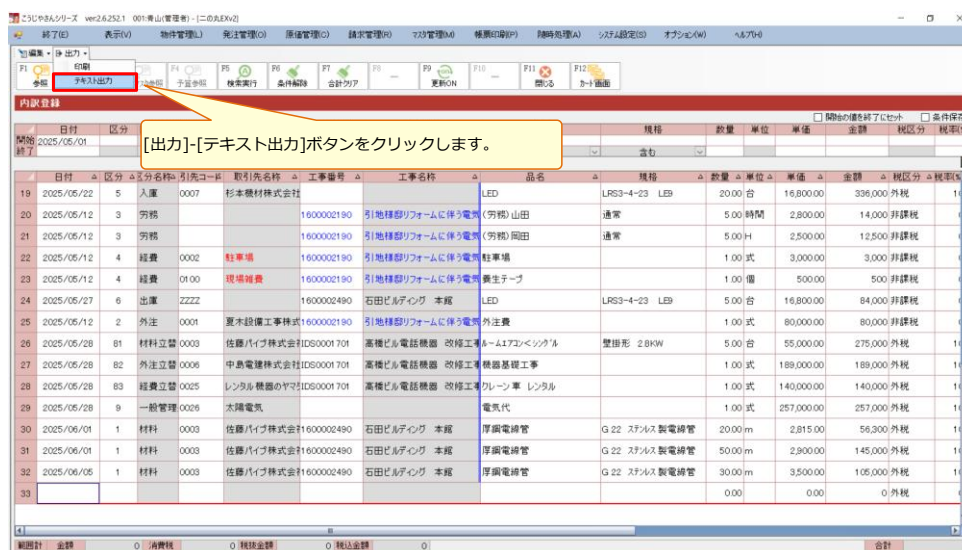 こうじやさんシリーズ ver:2.6.252.1 001:青山(管理者) - [二の丸EXv2]
終了(E) 表示(V) 物件管理(L) 発注管理(O) 原価管理(C) 請求管理(R) マスタ管理(M) 帳票印刷(P) 随時処理(A) システム設定(S) オプション(W) ヘルプ(H)
編集 出力
印刷
テキスト出力
F1 参照 F4 予算参照 F5 検索実行 F6 条件解除 F7 合計クリア F8 F9 更新ON F10 F11 閉じる F12 カード画面
内訳登録
[出力]-[テキスト出力]ボタンをクリックします。
開始の値を終了にセット 条件保存
日付 区分 規格 数量 単位 単価 金額 税区分 税率(%
開始 2025/05/01
終了 含む
日付 区分 区分名称 引先コード 取引先名称 工事番号 工事名称 品名 規格 数量 単位 単価 金額 税区分 税率(%
19 2025/05/22 5 入庫 0007 杉本機材株式会社 LED LRS3-4-23 LE9 20.00 台 16,800.00 336,000 外税 1
20 2025/05/12 3 労務 1600002190 引地様邸リフォームに伴う電気 (労務)山田 通常 5.00 時間 2,800.00 14,000 非課税
21 2025/05/12 3 労務 1600002190 引地様邸リフォームに伴う電気 (労務)岡田 通常 5.00 H 2,500.00 12,500 非課税
22 2025/05/12 4 経費 0002 駐車場 1600002190 引地様邸リフォームに伴う電気 駐車場 1.00 式 3,000.00 3,000 非課税
23 2025/05/12 4 経費 0100 現場雑費 1600002190 引地様邸リフォームに伴う電気 養生テープ 1.00 個 500.00 500 非課税
24 2025/05/27 6 出庫 ZZZZ 1600002490 石田ビルディング 本館 LED LRS3-4-23 LE9 5.00 台 16,800.00 84,000 非課税
25 2025/05/12 2 外注 0001 夏木設備工事株式 1600002190 引地様邸リフォームに伴う電気 外注費 1.00 式 80,000.00 80,000 非課税
26 2025/05/28 81 材料立替 0003 佐藤パイプ株式会社 IDS0001701 高橋ビル電話機器 改修工事 ルームエアコン<シングル 壁掛形 2.8KW 5.00 台 55,000.00 275,000 外税 1
27 2025/05/28 82 外注立替 0006 中島電建株式会社 IDS0001701 高橋ビル電話機器 改修工事 機器基礎工事 1.00 式 189,000.00 189,000 外税 1
28 2025/05/28 83 経費立替 0025 レンタル機器のヤマ IDS0001701 高橋ビル電話機器 改修工事 クレーン車 レンタル 1.00 式 140,000.00 140,000 外税 1
29 2025/05/28 9 一般管理 0026 太陽電気 電気代 1.00 式 257,000.00 257,000 外税 1
30 2025/06/01 1 材料 0003 佐藤パイプ株式会社 1600002490 石田ビルディング 本館 厚鋼電線管 G 22 ステンレス製電線管 20.00 m 2,815.00 56,300 外税 1
31 2025/06/01 1 材料 0003 佐藤パイプ株式会社 1600002490 石田ビルディング 本館 厚鋼電線管 G 22 ステンレス製電線管 50.00 m 2,900.00 145,000 外税 1
32 2025/06/05 1 材料 0003 佐藤パイプ株式会社 1600002490 石田ビルディング 本館 厚鋼電線管 G 22 ステンレス製電線管 30.00 m 3,500.00 105,000 外税 1
33 0.00 0.00 0 外税
範囲計 金額 0 消費税 0 税抜金額 0 税込金額 0 合計